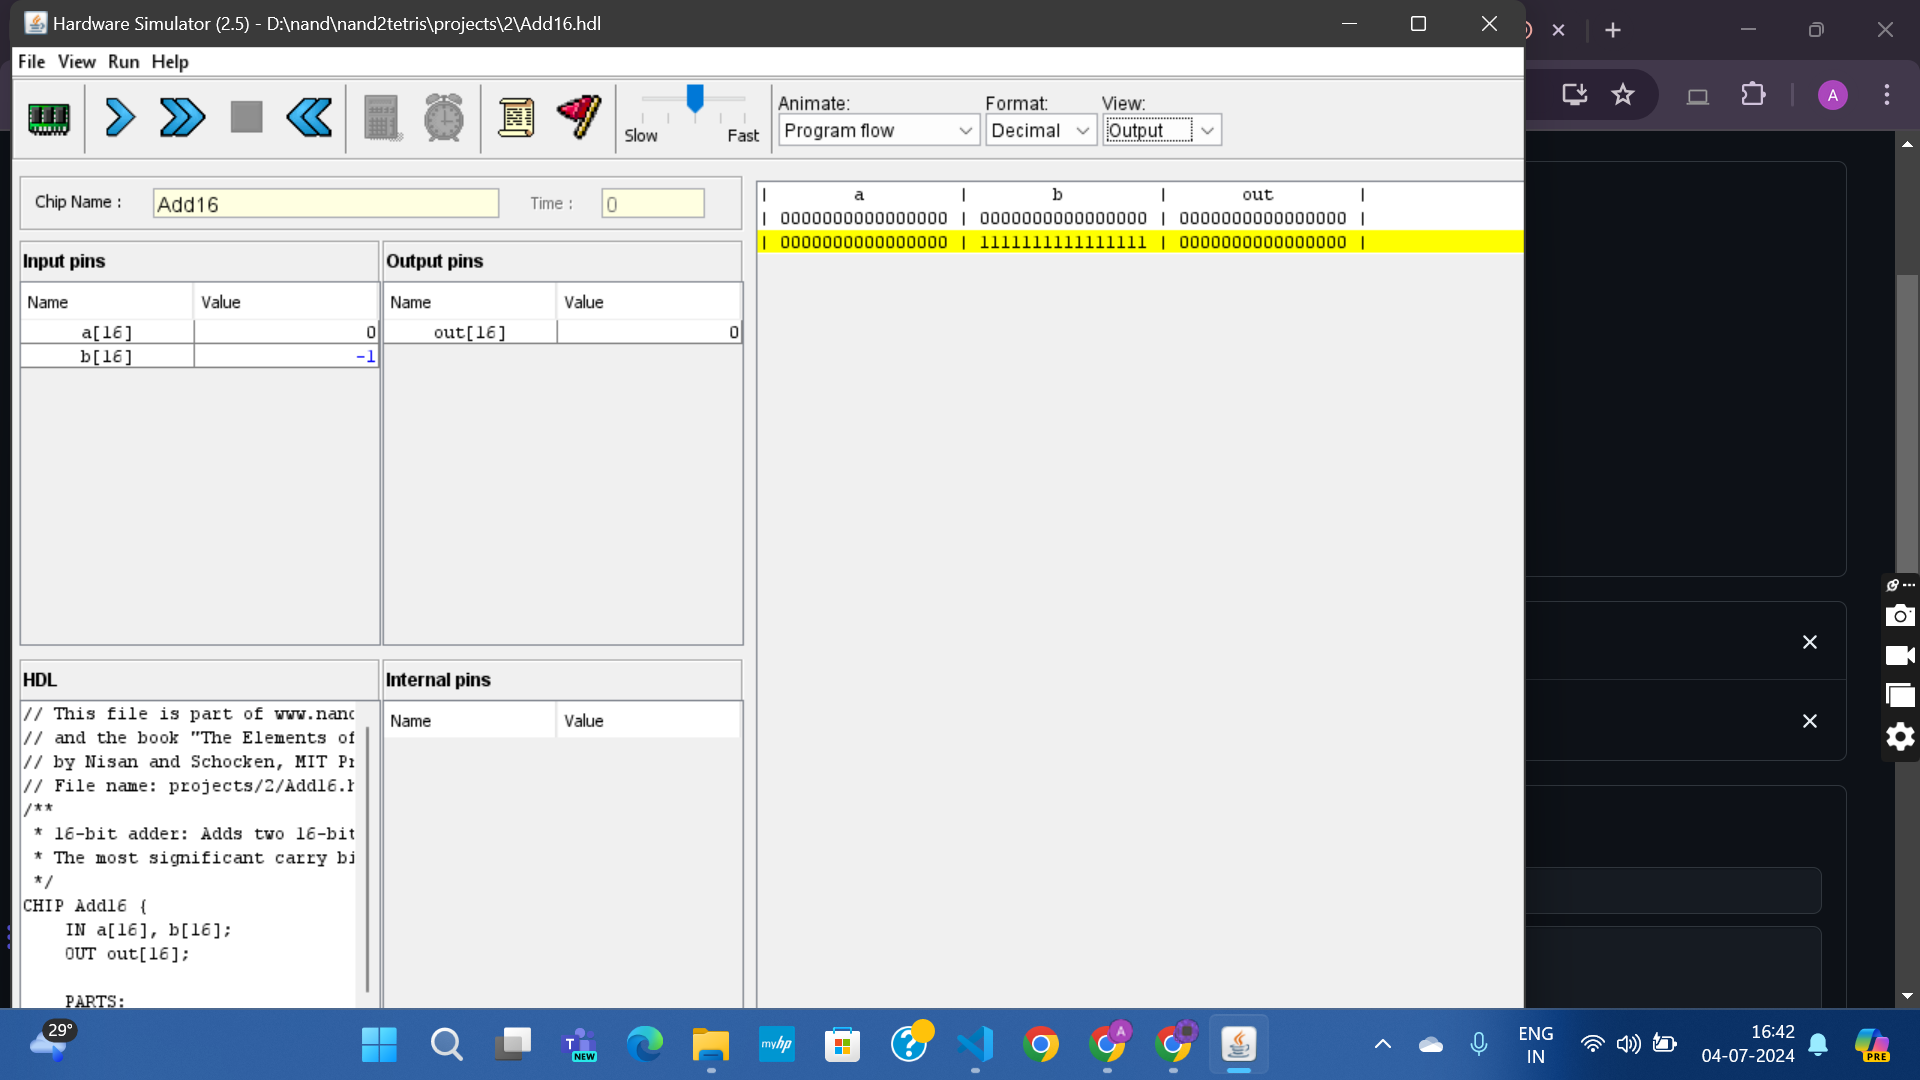 Hardware Simulator (2.5) - D:\nand\nand2tetris\projects\2\Add16.hdl
File View Run Help
Slow Fast
Animate: Format: View:
Program flow Decimal Output
A
Chip Name : Add16 Time : 0
| a | b | out |
| 0000000000000000 | 0000000000000000 | 0000000000000000 |
| 0000000000000000 | 1111111111111111 | 0000000000000000 |
Input pins Output pins
Name Value Name Value
a[16] 0 out[16] 0
b[16] -1
HDL Internal pins
Name Value
// This file is part of www.nand
// and the book "The Elements of
// by Nisan and Schocken, MIT Pr
// File name: projects/2/Add16.h
/**
* 16-bit adder: Adds two 16-bit
* The most significant carry bi
*/
CHIP Add16 {
IN a[16], b[16];
OUT out[16];
PARTS:
29°
NEW
myhp
A
ENG
IN
16:42
04-07-2024
PRE